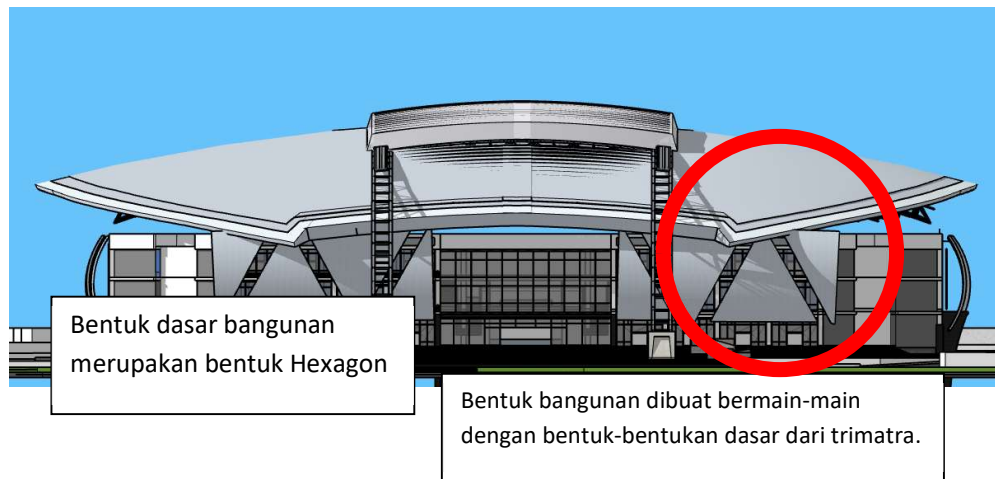 Bentuk dasar bangunan
merupakan bentuk Hexagon
Bentuk bangunan dibuat bermain-main
dengan bentuk-bentukan dasar dari trimatra.